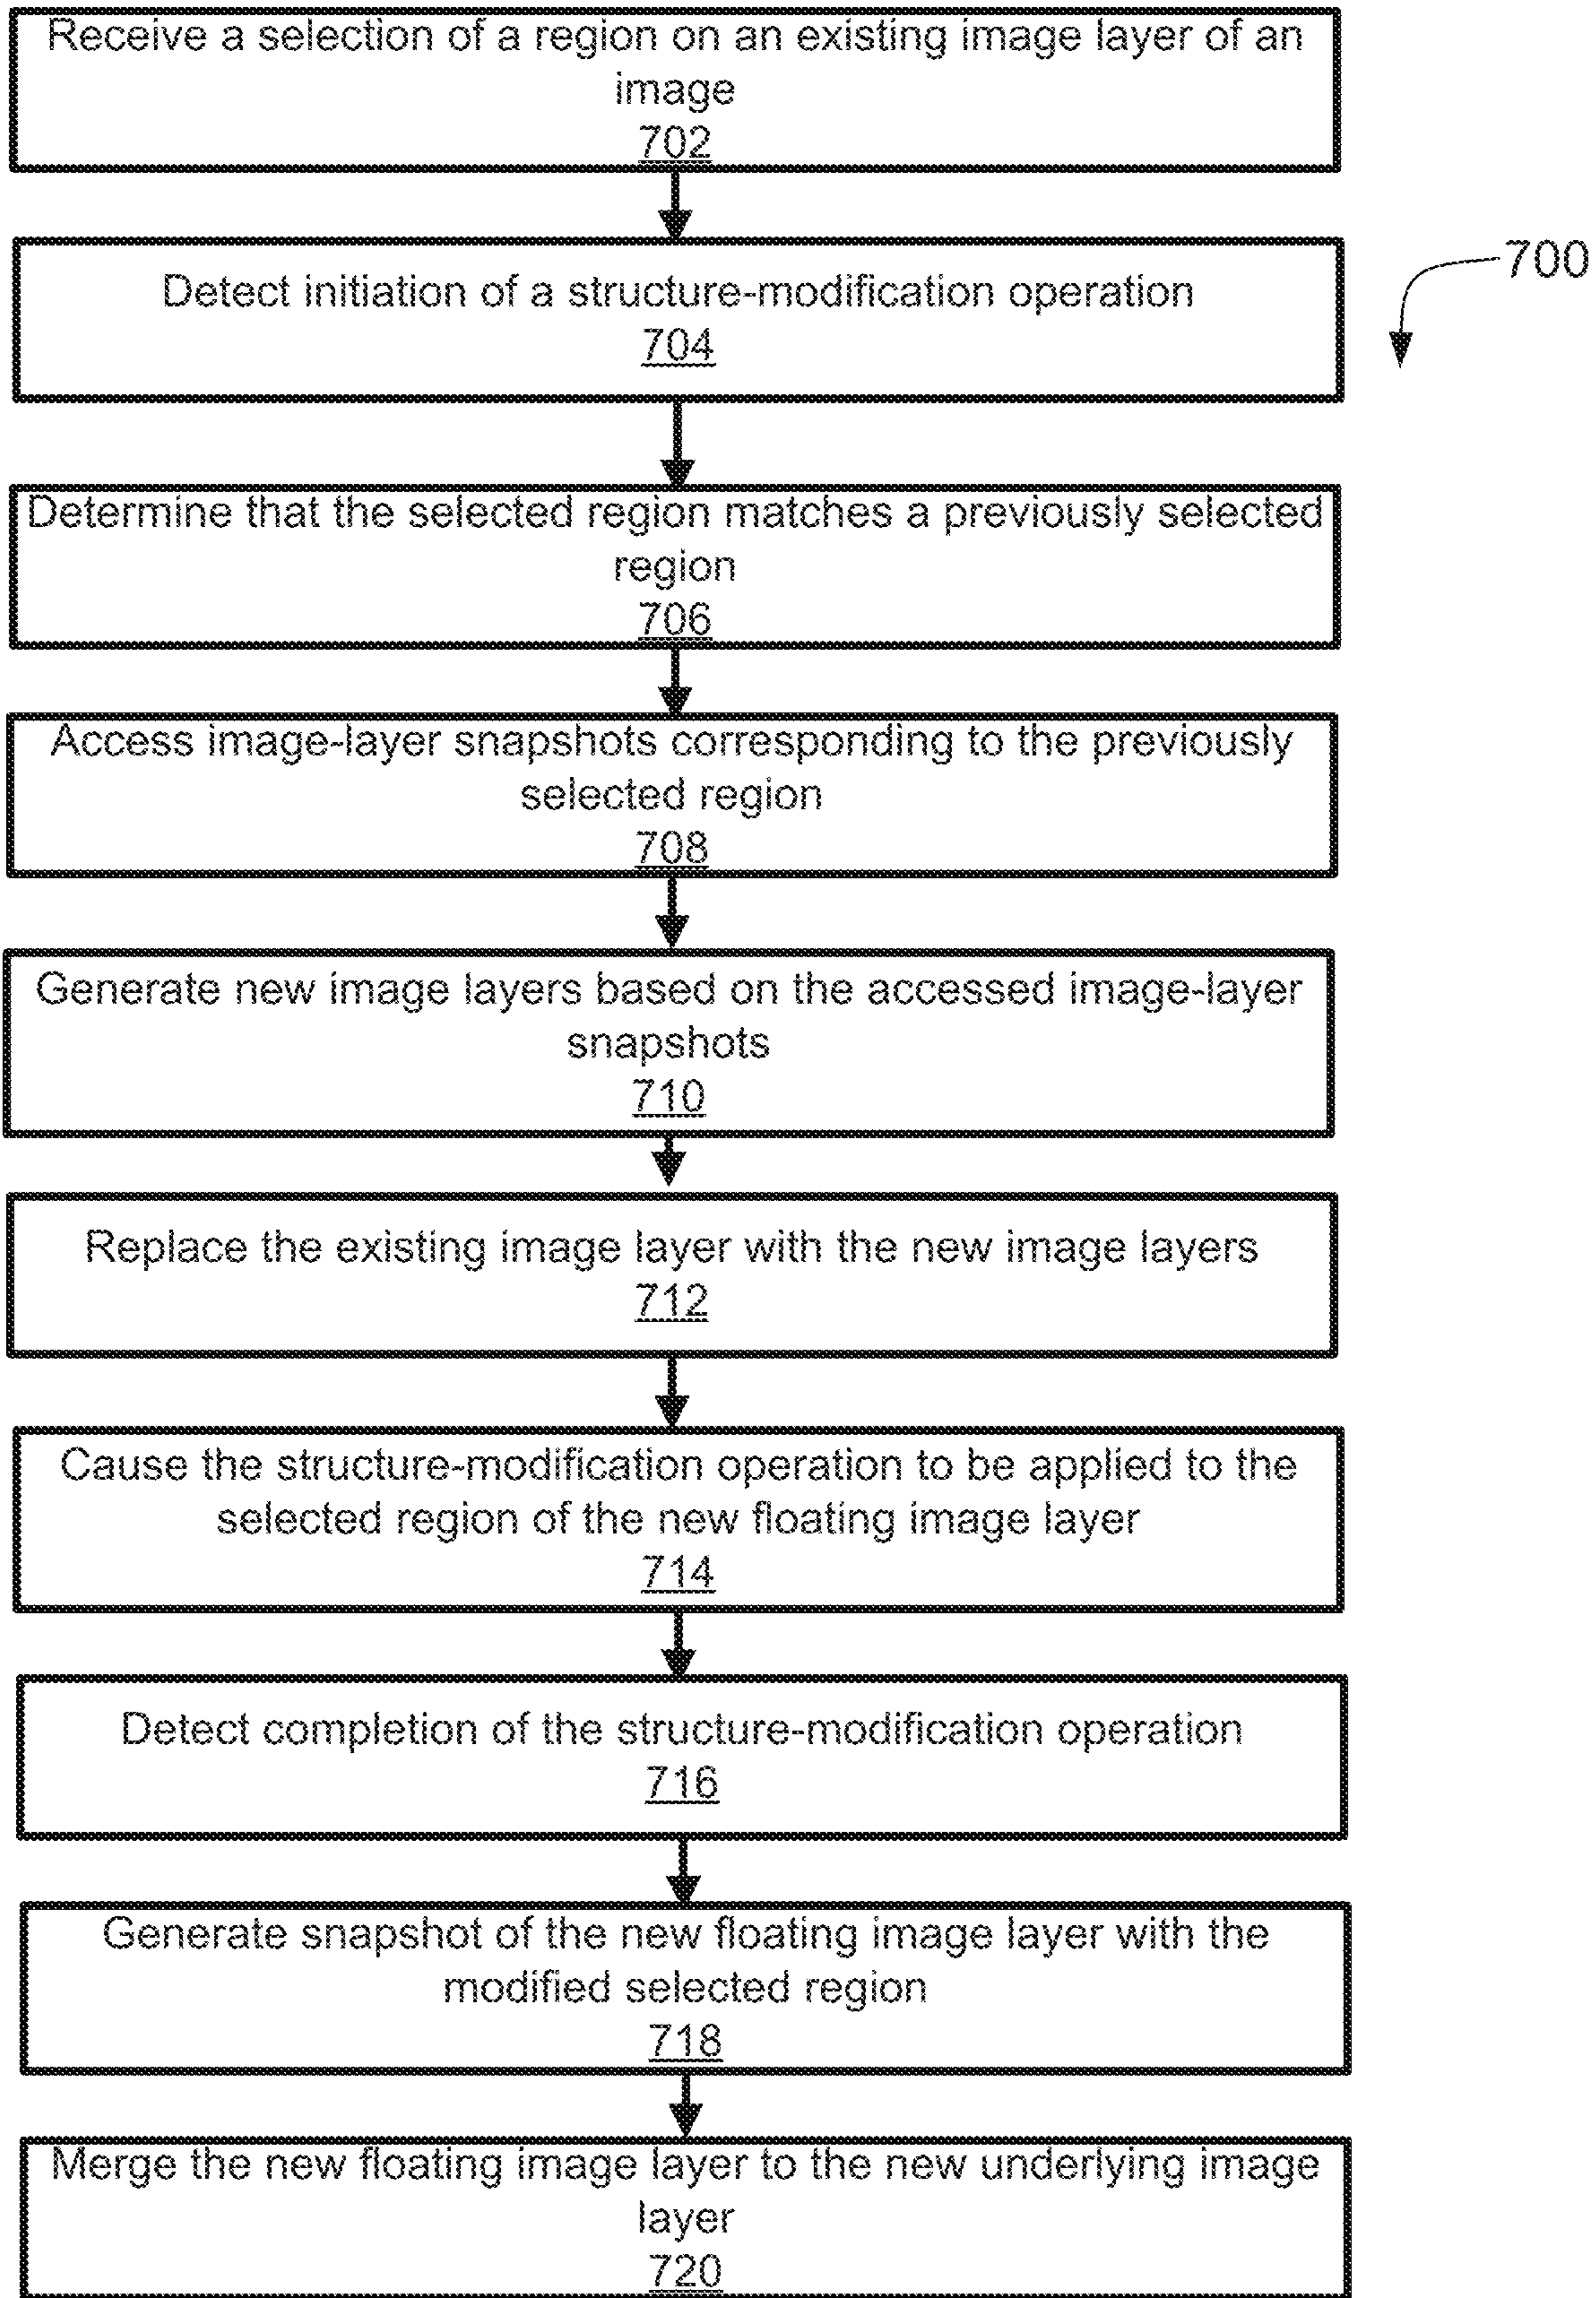 Receive a selection of a region on an existing image layer of an
image
702
Detect initiation of a structure-modification operation
704
700
Determine that the selected region matches a previously selected
region
706
Access image-layer snapshots corresponding to the previously
selected region
708
Generate new image layers based on the accessed image-layer
snapshots
710
Replace the existing image layer with the new image layers
712
Cause the structure-modification operation to be applied to the
selected region of the new floating image layer
714
Detect completion of the structure-modification operation
716
Generate snapshot of the new floating image layer with the
modified selected region
718
Merge the new floating image layer to the new underlying image
layer
720